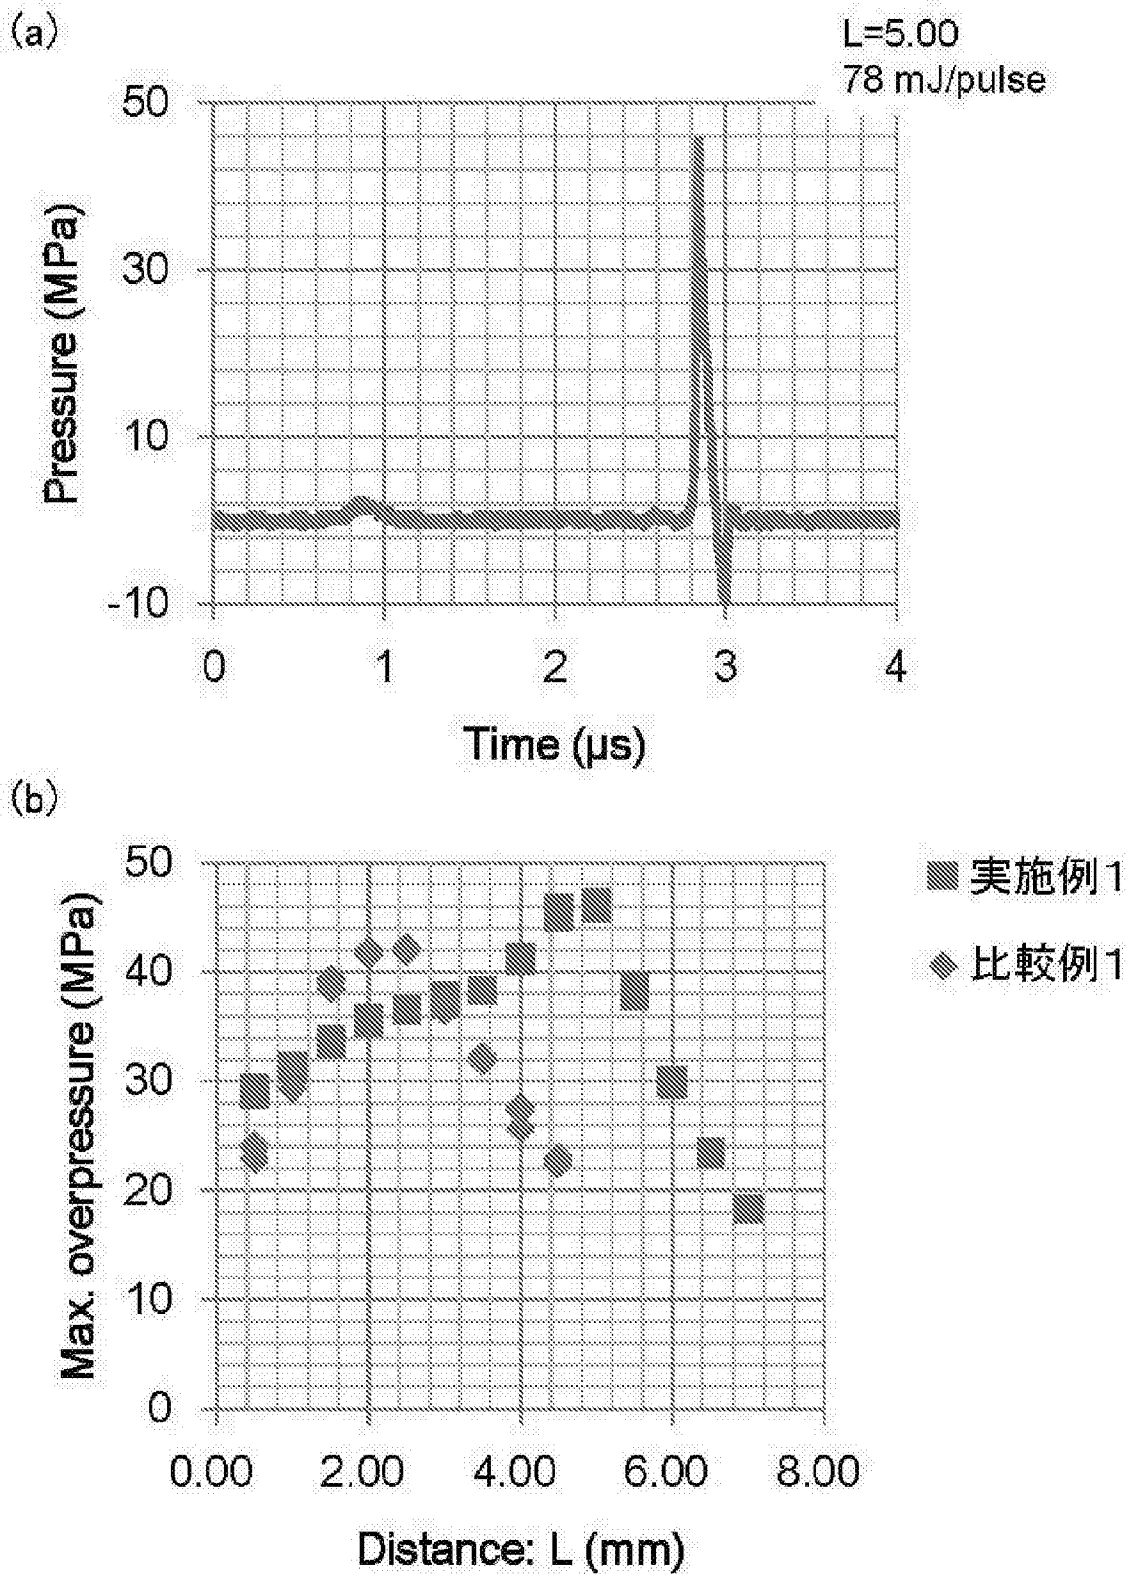 (a)
L=5.00
78 mJ/pulse
50
30
10
-10
Pressure (MPa)
0 1 2 3 4
Time (µs)
(b)
50
40
30
20
10
0
Max. overpressure (MPa)
実施例1
比較例1
0.00 2.00 4.00 6.00 8.00
Distance: L (mm)